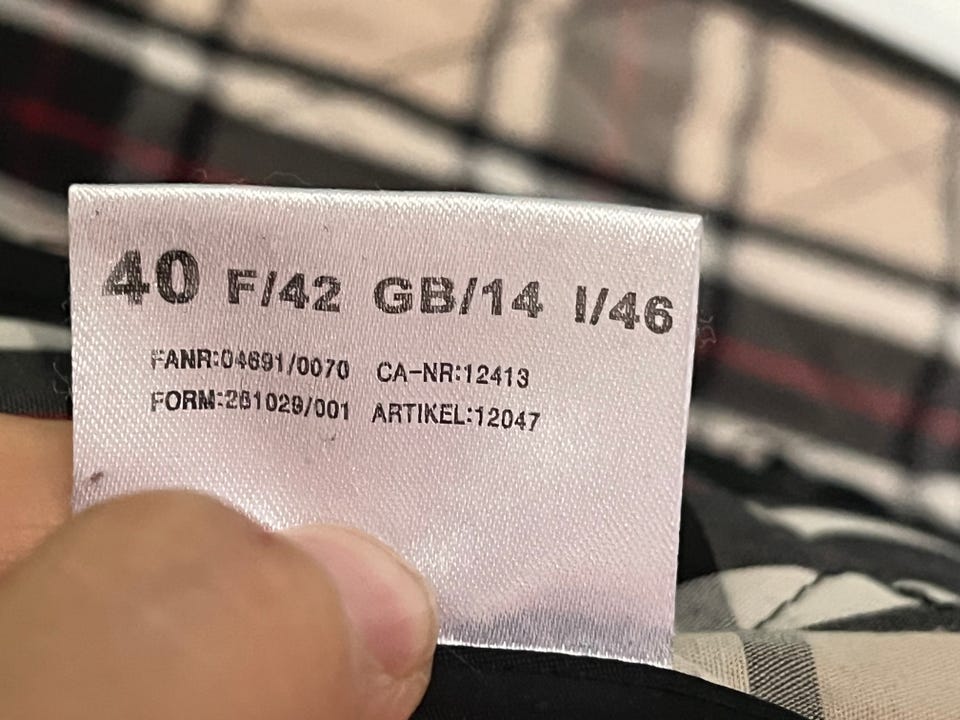 40 F/42 GB/14 I/46
FANR:04691/0070 CA-NR:12413
FORM:261029/001 ARTIKEL:12047